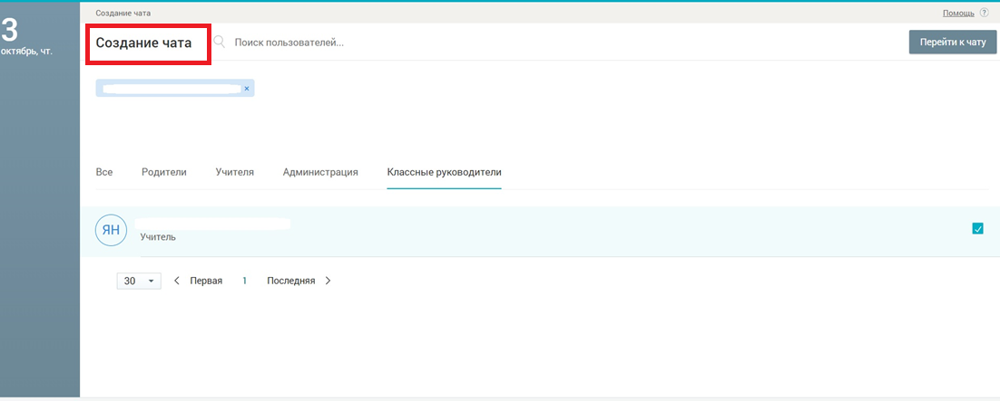 3
октябрь, чт.
Создание чата
Помощь ?
Создание чата
Поиск пользователей...
Перейти к чату
×
Все Родители Учителя Администрация Классные руководители
ЯН
Учитель
30 Первая 1 Последняя